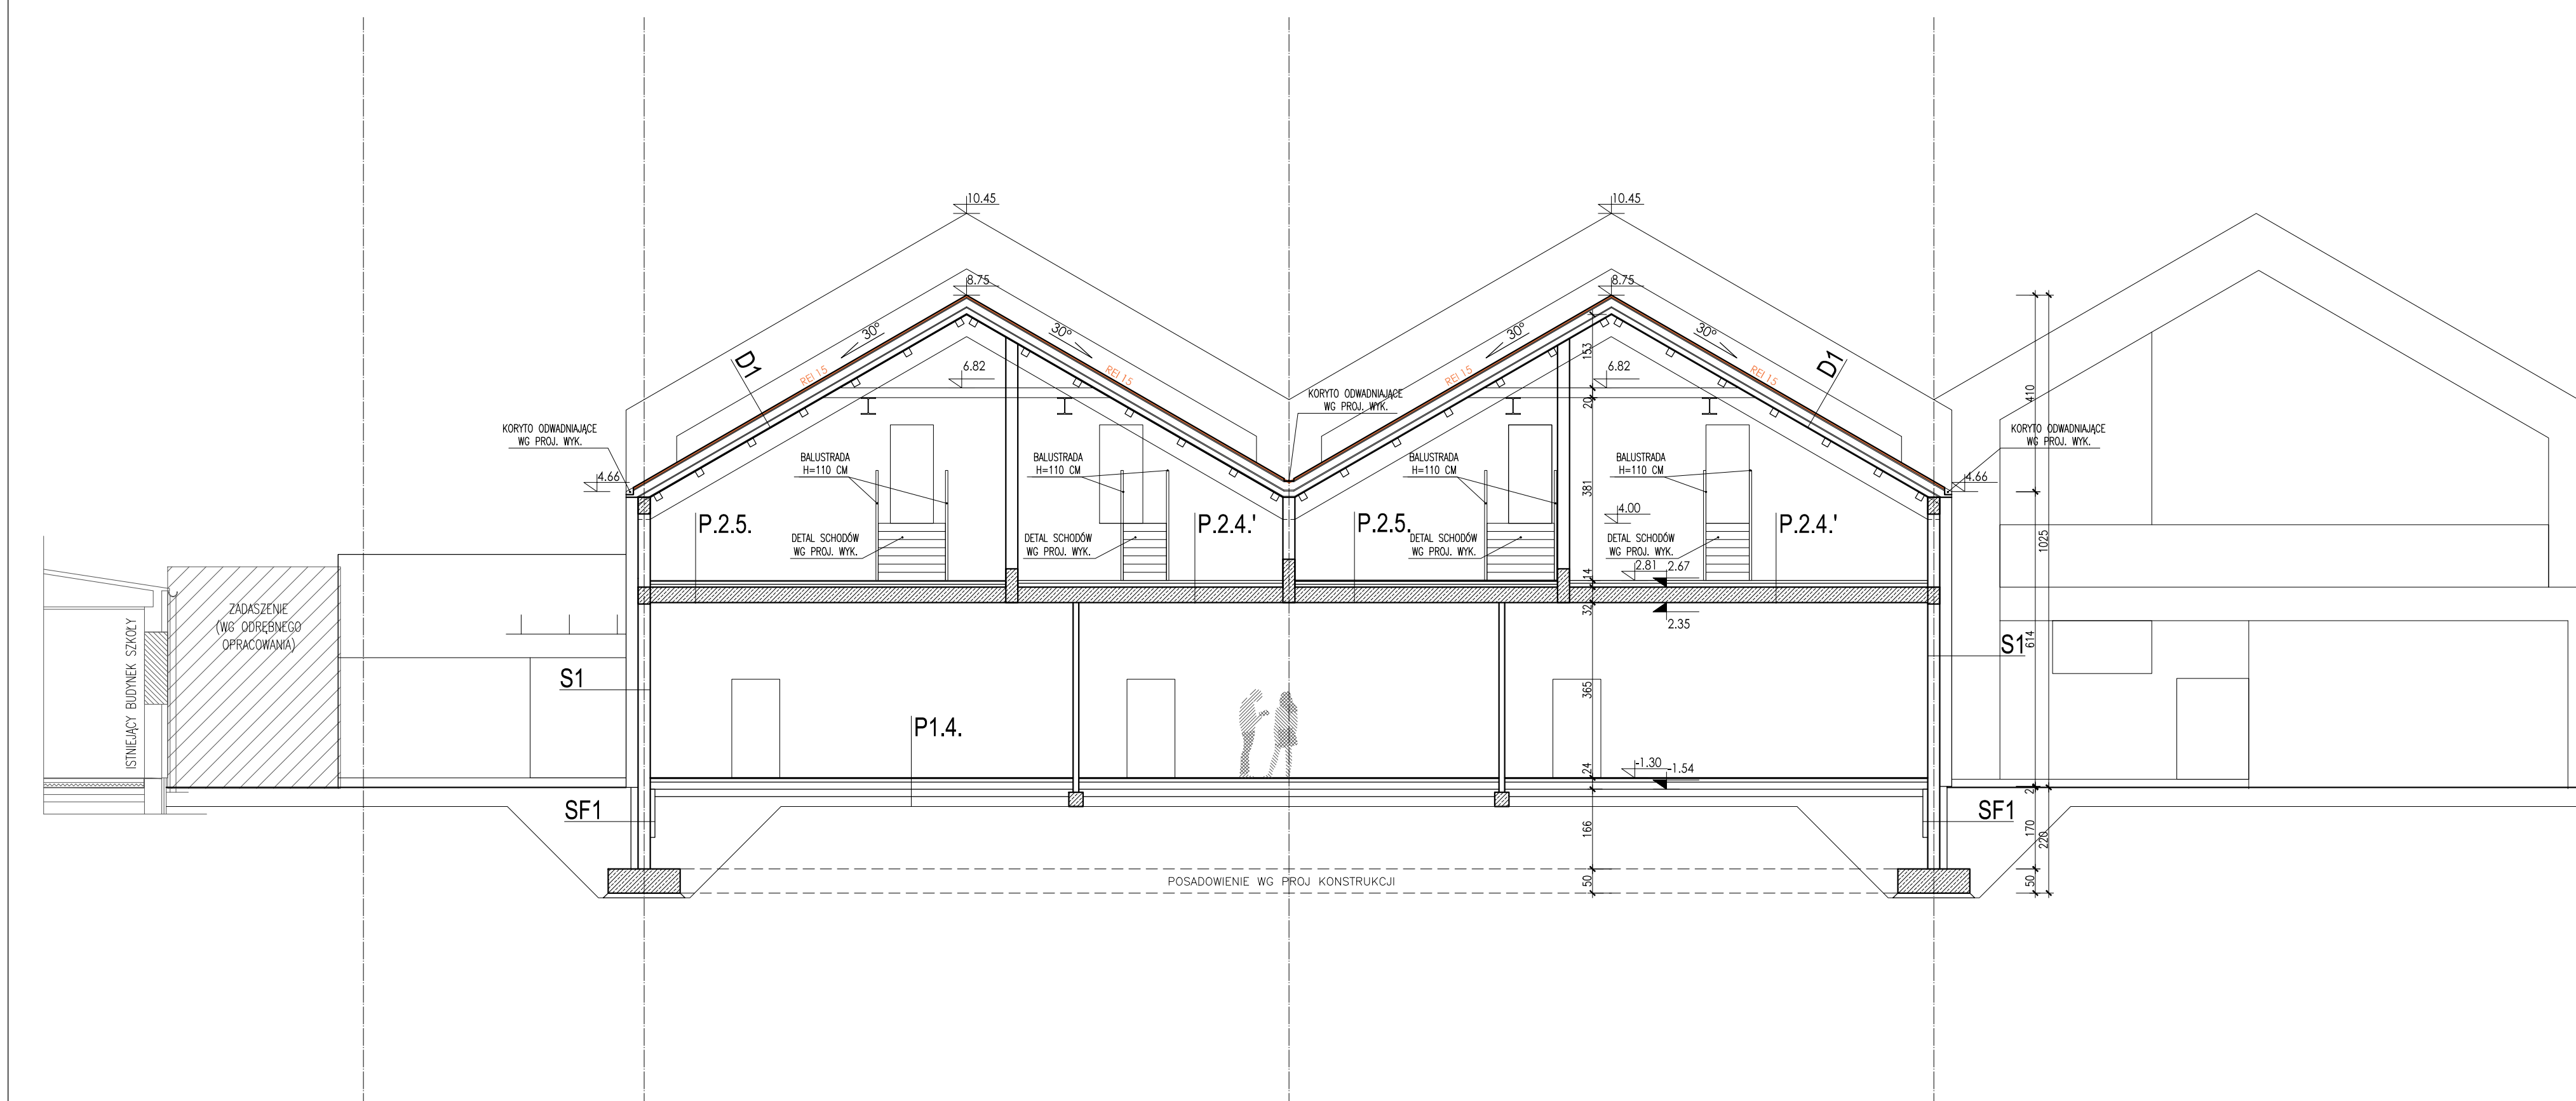 10.45
10.45
8.75
8.75
30°
30°
30°
30°
D1
D1
REI 15
REI 15
REI 15
REI 15
6.82
6.82
153
20
410
KORYTO ODWADNIAJĄCE
WG PROJ. WYK.
KORYTO ODWADNIAJĄCE
WG PROJ. WYK.
KORYTO ODWADNIAJĄCE
WG PROJ. WYK.
4.66
4.66
BALUSTRADA
H=110 CM
BALUSTRADA
H=110 CM
BALUSTRADA
H=110 CM
BALUSTRADA
H=110 CM
381
P.2.5.
P.2.4.'
P.2.5.
4.00
P.2.4.'
DETAL SCHODÓW
WG PROJ. WYK.
DETAL SCHODÓW
WG PROJ. WYK.
DETAL SCHODÓW
WG PROJ. WYK.
DETAL SCHODÓW
WG PROJ. WYK.
1025
14
2.81
2.67
32
2.35
ZADASZENIE
(WG ODRĘBNEGO
OPRACOWANIA)
ISTNIEJĄCY BUDYNEK SZKOŁY
S1
S1
614
365
P1.4.
24
-1.30
-1.54
2
SF1
SF1
166
170
220
POSADOWIENIE WG PROJ KONSTRUKCJI
50
50